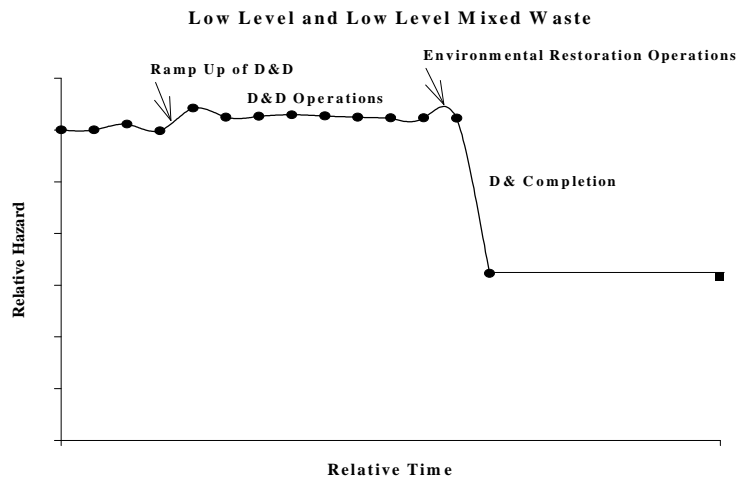 Low Level and Low Level Mixed Waste
Environmental Restoration Operations
Ramp Up of D&D
D&D Operations
D& Completion
Relative Hazard
Relative Time